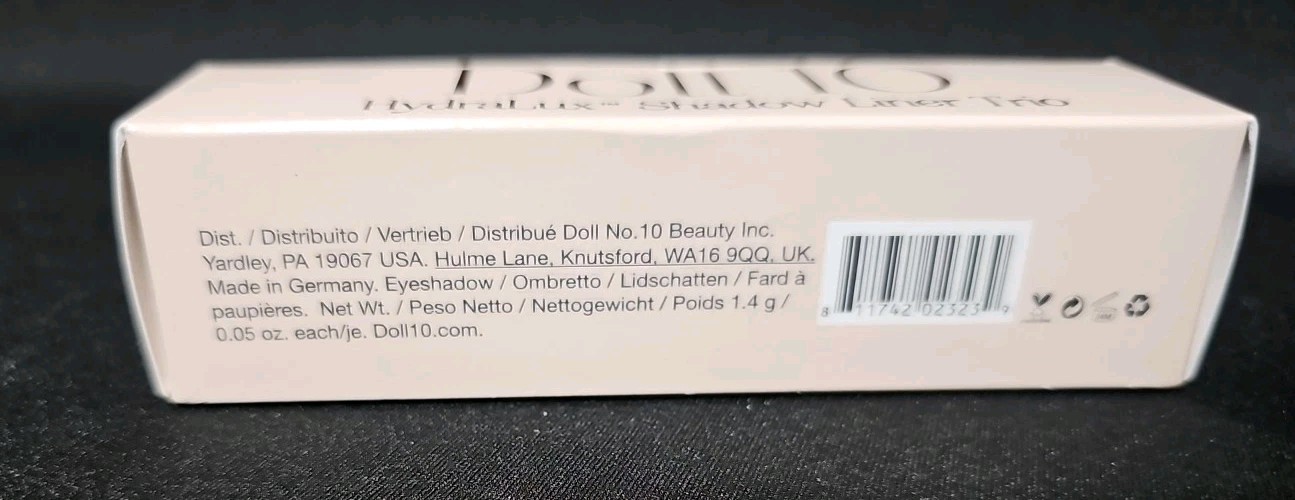 Doll 10
HydraLux™ Shadow Liner Trio
Dist. / Distribuito / Vertrieb / Distribué Doll No.10 Beauty Inc.
Yardley, PA 19067 USA. Hulme Lane, Knutsford, WA16 9QQ, UK.
Made in Germany. Eyeshadow / Ombretto / Lidschatten / Fard à
paupières. Net Wt. / Peso Netto / Nettogewicht / Poids 1.4 g /
0.05 oz. each/je. Doll10.com.
8 11742 02323 9